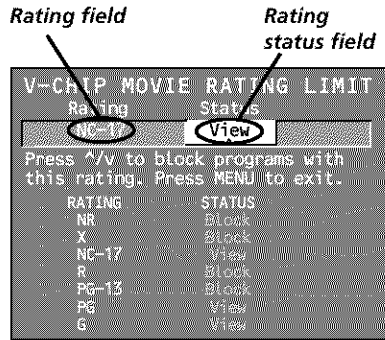 Rating field Rating
status field
V-CHIP MOVIE RATING LIMIT
Rating Status
NC-17 View
Press ^/v to block programs with
this rating. Press MENU to exit.
RATING STATUS
NR Block
X Block
NC-17 View
R Block
PG-13 Block
PG View
G View